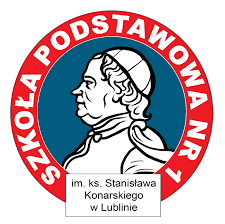 SZKOŁA PODSTAWOWA NR 1
im. ks. Stanisława
Konarskiego
w Lublinie